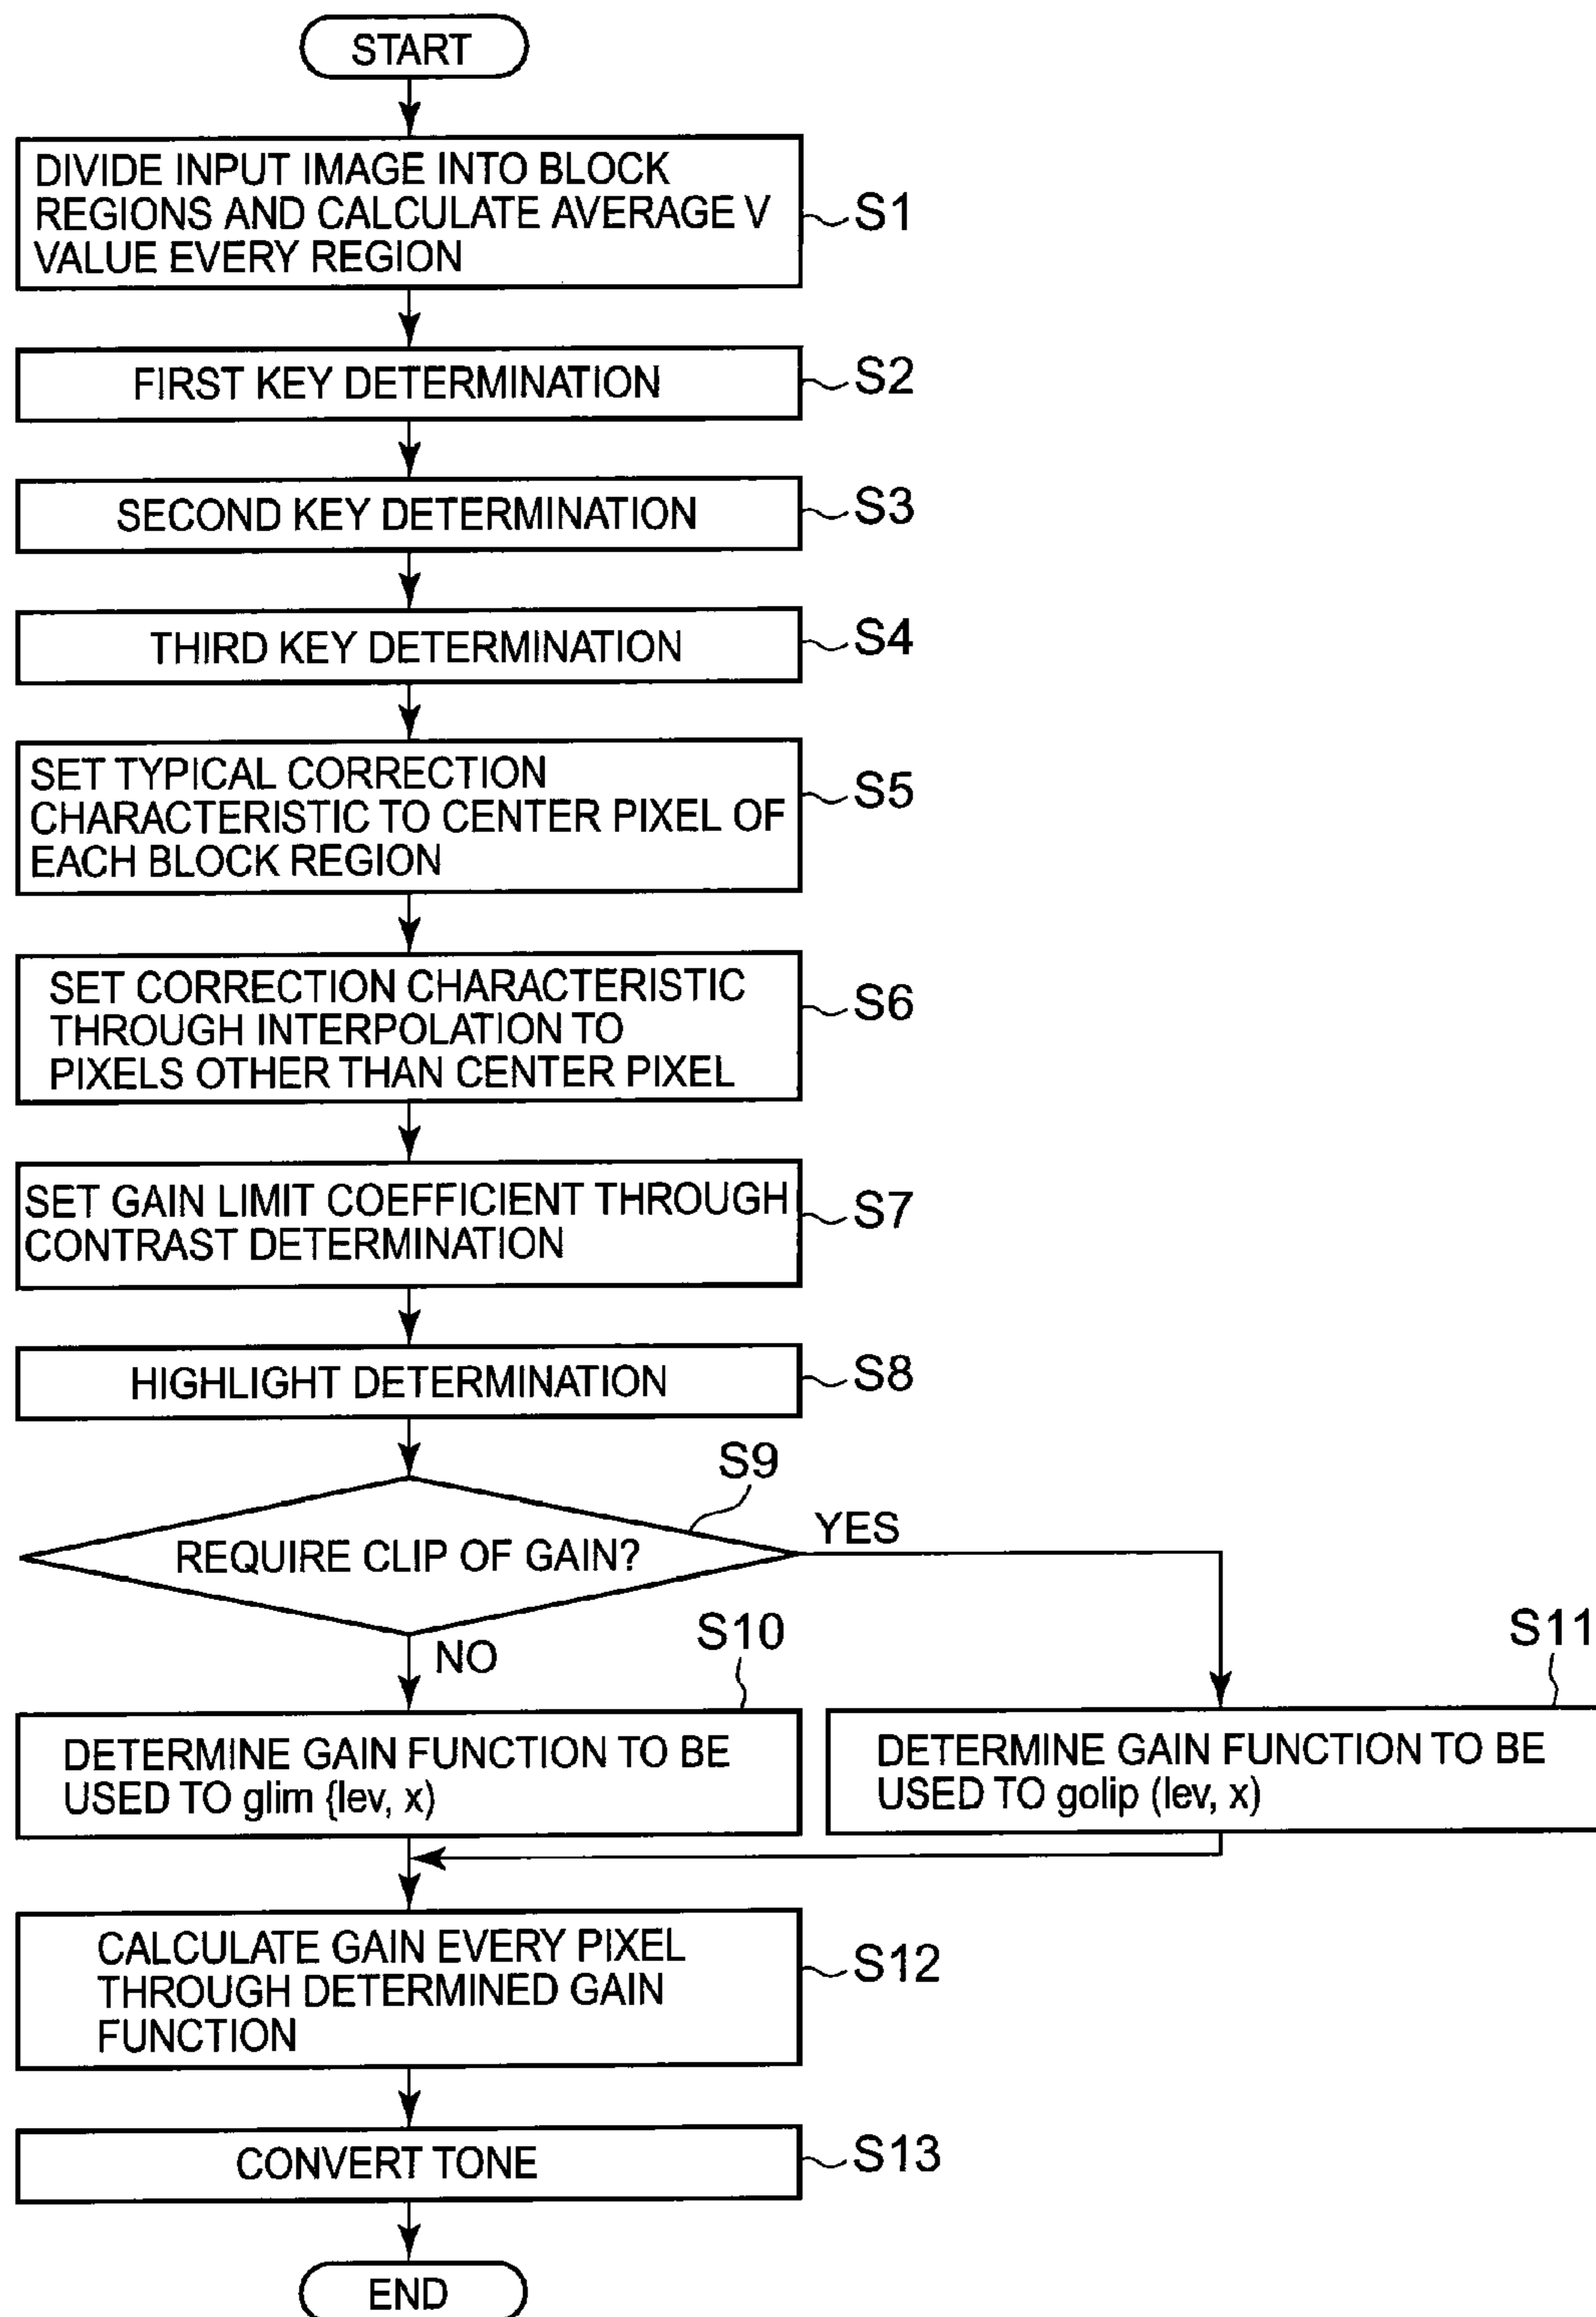 START
DIVIDE INPUT IMAGE INTO BLOCK
REGIONS AND CALCULATE AVERAGE V
VALUE EVERY REGION
S1
FIRST KEY DETERMINATION
S2
SECOND KEY DETERMINATION
S3
THIRD KEY DETERMINATION
S4
SET TYPICAL CORRECTION
CHARACTERISTIC TO CENTER PIXEL OF
EACH BLOCK REGION
S5
SET CORRECTION CHARACTERISTIC
THROUGH INTERPOLATION TO
PIXELS OTHER THAN CENTER PIXEL
S6
SET GAIN LIMIT COEFFICIENT THROUGH
CONTRAST DETERMINATION
S7
HIGHLIGHT DETERMINATION
S8
S9
REQUIRE CLIP OF GAIN?
YES
NO
S10
DETERMINE GAIN FUNCTION TO BE
USED TO glim {lev, x)
S11
DETERMINE GAIN FUNCTION TO BE
USED TO golip (lev, x)
CALCULATE GAIN EVERY PIXEL
THROUGH DETERMINED GAIN
FUNCTION
S12
CONVERT TONE
S13
END